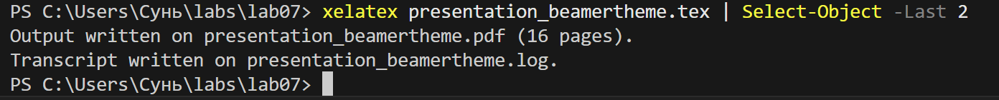 PS C:\Users\Сунь\labs\lab07> xelatex presentation_beamertheme.tex | Select-Object -Last 2
Output written on presentation_beamertheme.pdf (16 pages).
Transcript written on presentation_beamertheme.log.
PS C:\Users\Сунь\labs\lab07>